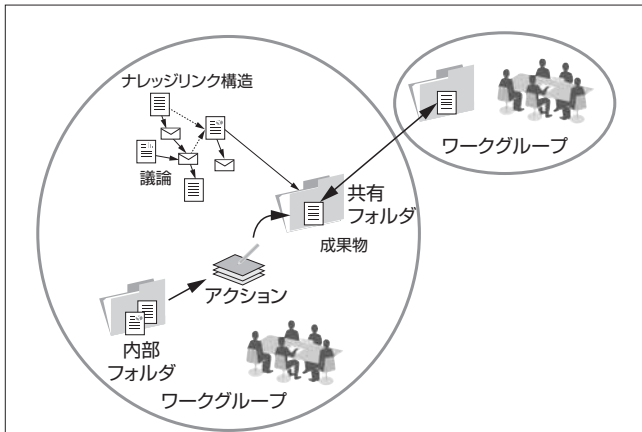 ナレッジリンク構造
議論
共有
フォルダ
成果物
アクション
内部
フォルダ
ワークグループ
ワークグループ